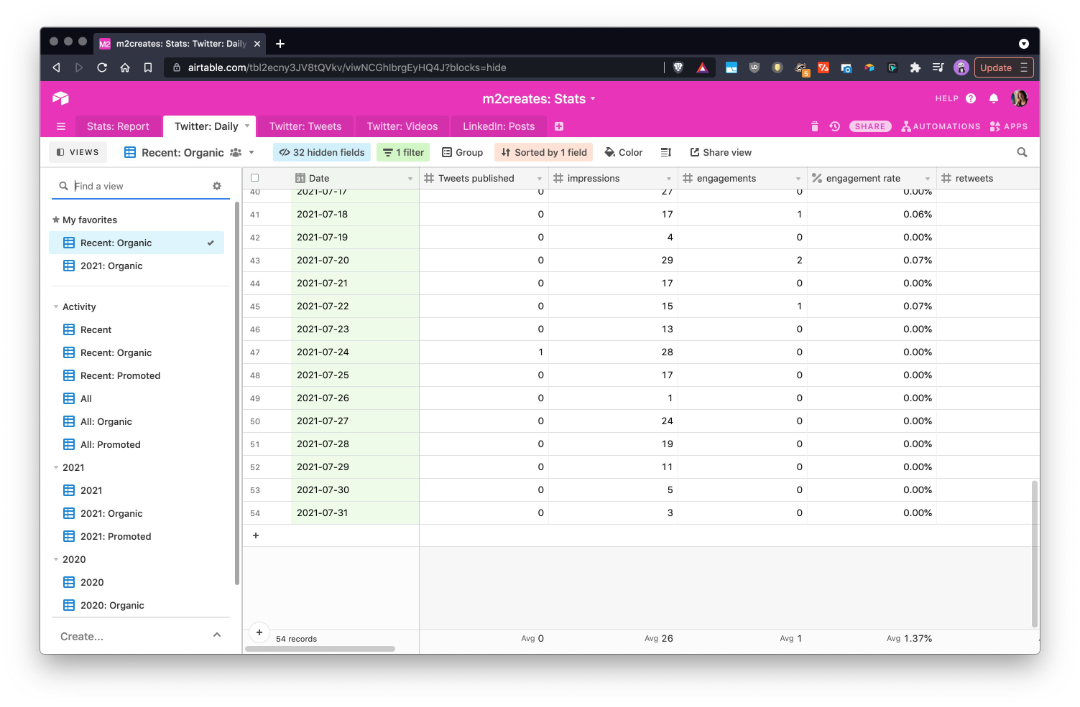 M2 m2creates: Stats: Twitter: Daily
airtable.com/tbl2ecny3JV8tQVkv/viwNCGhIbrgEyHQ4J?blocks=hide
Update
m2creates: Stats
HELP
Stats: Report Twitter: Daily Twitter: Tweets Twitter: Videos LinkedIn: Posts
SHARE AUTOMATIONS APPS
VIEWS Recent: Organic 32 hidden fields 1 filter Group Sorted by 1 field Color Share view
Find a view
My favorites
Recent: Organic
2021: Organic
Activity
Recent
Recent: Organic
Recent: Promoted
All
All: Organic
All: Promoted
2021
2021
2021: Organic
2021: Promoted
2020
2020
2020: Organic
Create...
Date Tweets published impressions engagements engagement rate retweets
40 2021-07-17 0 27 0 0.00%
41 2021-07-18 0 17 1 0.06%
42 2021-07-19 0 4 0 0.00%
43 2021-07-20 0 29 2 0.07%
44 2021-07-21 0 17 0 0.00%
45 2021-07-22 0 15 1 0.07%
46 2021-07-23 0 13 0 0.00%
47 2021-07-24 1 28 0 0.00%
48 2021-07-25 0 17 0 0.00%
49 2021-07-26 0 1 0 0.00%
50 2021-07-27 0 24 0 0.00%
51 2021-07-28 0 19 0 0.00%
52 2021-07-29 0 11 0 0.00%
53 2021-07-30 0 5 0 0.00%
54 2021-07-31 0 3 0 0.00%
+
+ 54 records Avg 0 Avg 26 Avg 1 Avg 1.37%